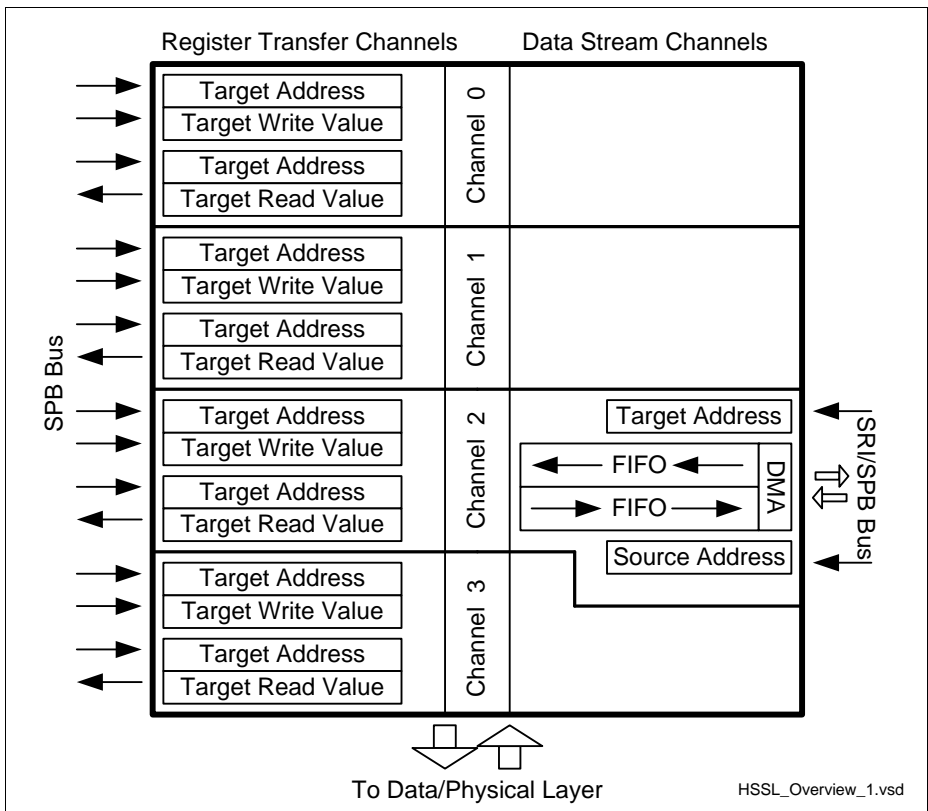 Register Transfer Channels
Data Stream Channels
Target Address
Target Write Value
Target Address
Target Read Value
Channel 0
Target Address
Target Write Value
Target Address
Target Read Value
Channel 1
SPB Bus
Target Address
Target Write Value
Target Address
Target Read Value
Channel 2
Target Address
FIFO
FIFO
DMA
Source Address
SRI/SPB Bus
Target Address
Target Write Value
Target Address
Target Read Value
Channel 3
To Data/Physical Layer
HSSL_Overview_1.vsd